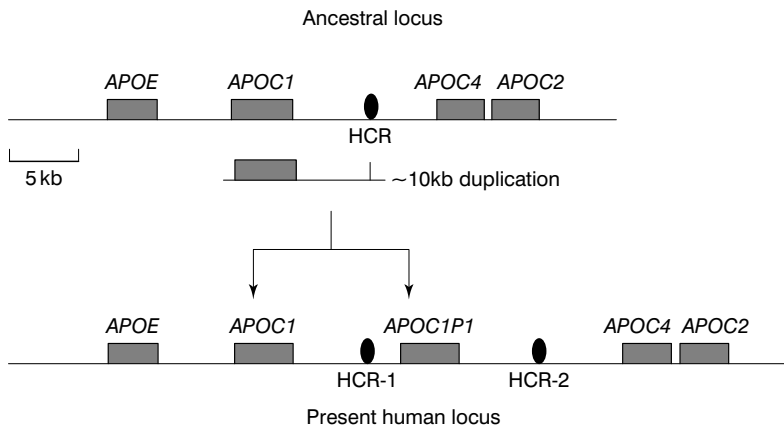 Ancestral locus
APOE APOC1 APOC4 APOC2
HCR
5 kb
~10kb duplication
APOE APOC1 APOC1P1 APOC4 APOC2
HCR-1 HCR-2
Present human locus